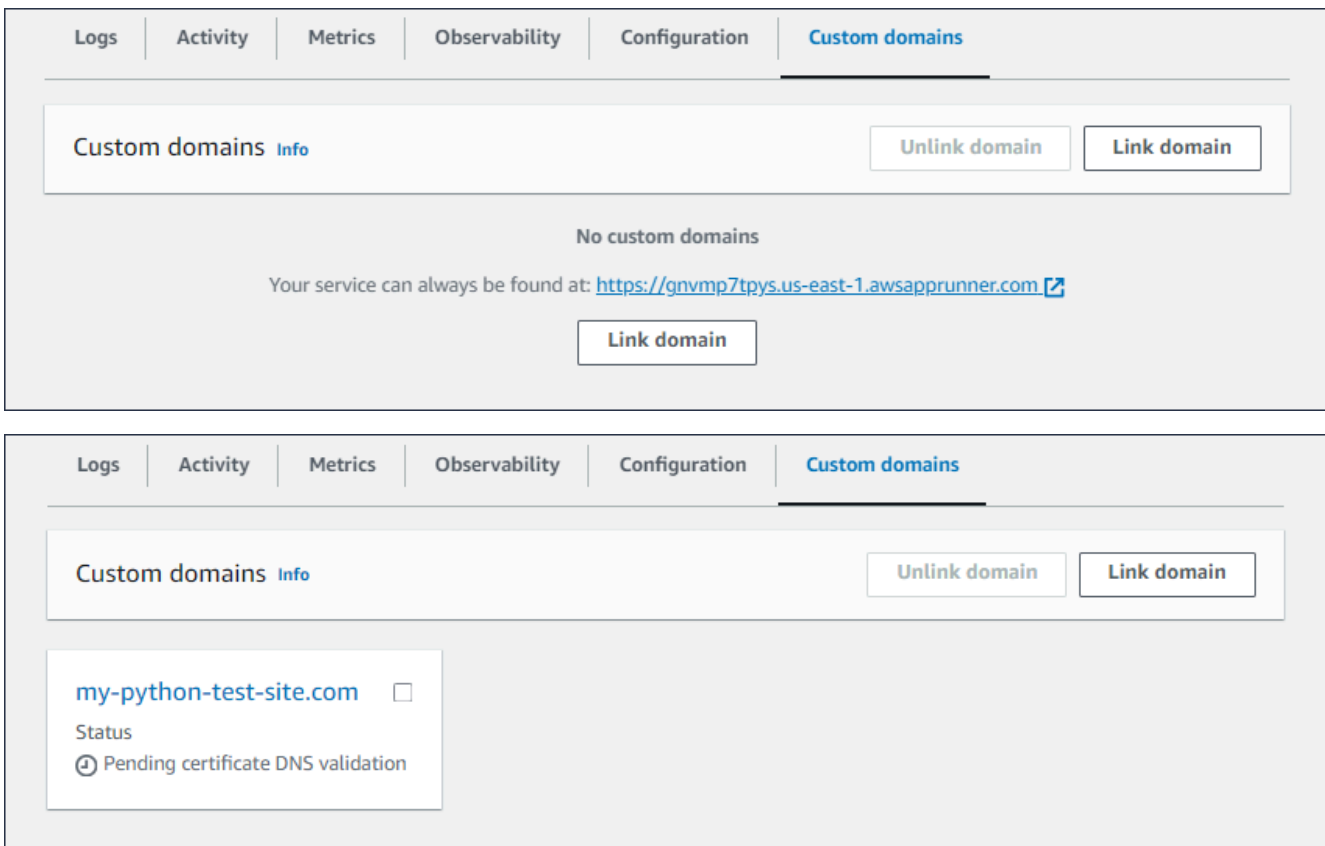 Logs Activity Metrics Observability Configuration Custom domains
Custom domains Info Unlink domain Link domain
No custom domains
Your service can always be found at: https://gnvmp7tpys.us-east-1.awsapprunner.com
Link domain
Logs Activity Metrics Observability Configuration Custom domains
Custom domains Info Unlink domain Link domain
my-python-test-site.com
Status
Pending certificate DNS validation